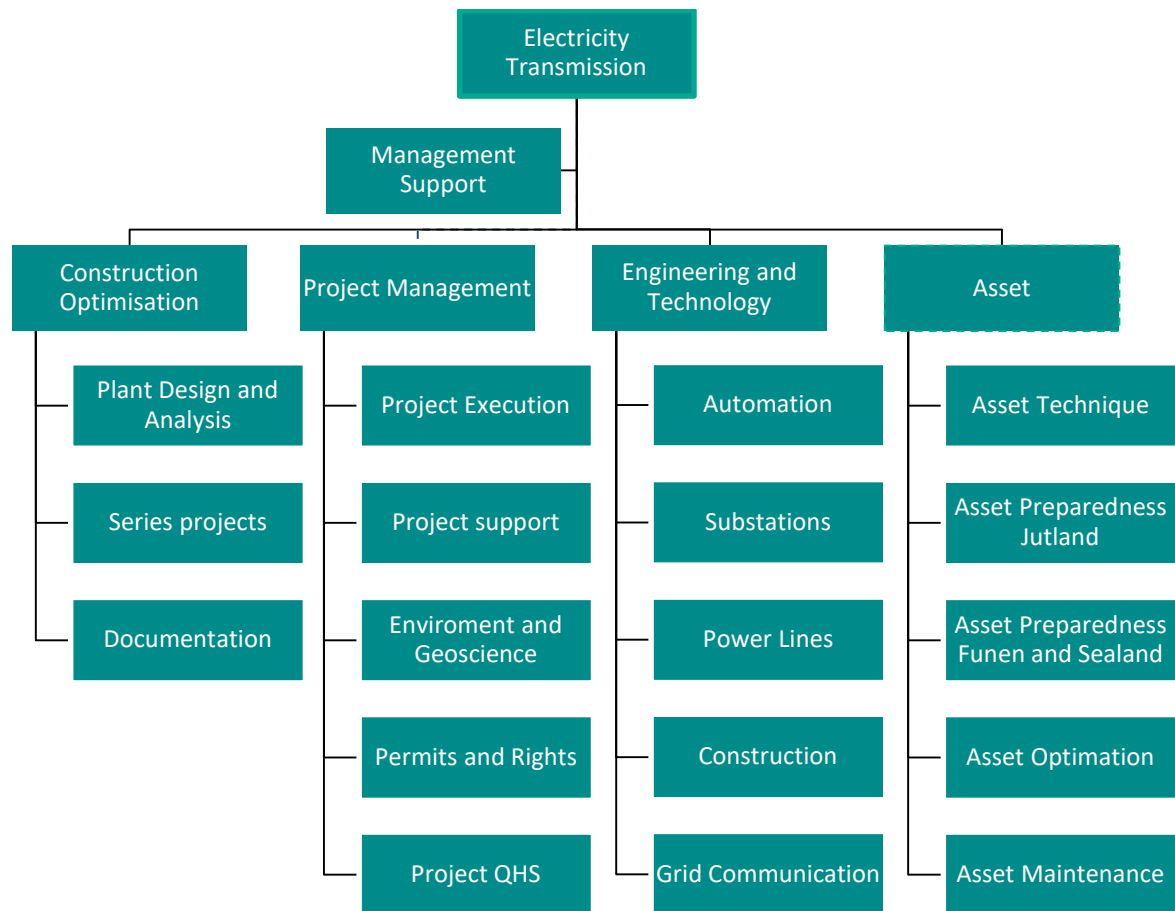 Electricity
Transmission
Management
Support
Construction
Optimisation
Project Management
Engineering and
Technology
Asset
Plant Design and
Analysis
Series projects
Documentation
Project Execution
Project support
Enviroment and
Geoscience
Permits and Rights
Project QHS
Automation
Substations
Power Lines
Construction
Grid Communication
Asset Technique
Asset Preparedness
Jutland
Asset Preparedness
Funen and Sealand
Asset Optimation
Asset Maintenance